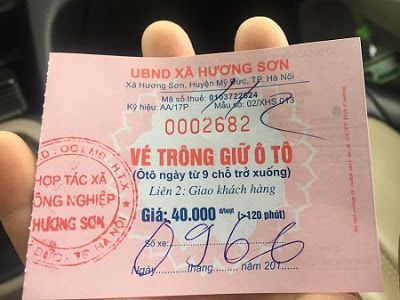 UBND XÃ HƯƠNG SƠN
Xã Hương Sơn, Huyện Mỹ Đức, TP. Hà Nội
Mã số thuế: 0103722624
Ký hiệu: AA/17P Mẫu số: 02/XHS 013
0002682
VÉ TRÔNG GIỮ Ô TÔ
(Ôtô ngày từ 9 chỗ trở xuống)
Liên 2: Giao khách hàng
Giá: 40.000 đ/lượt (>120 phút)
Số xe: 0966
Ngày......tháng......năm 201....
HỢP TÁC XÃ
NÔNG NGHIỆP
HƯƠNG SƠN